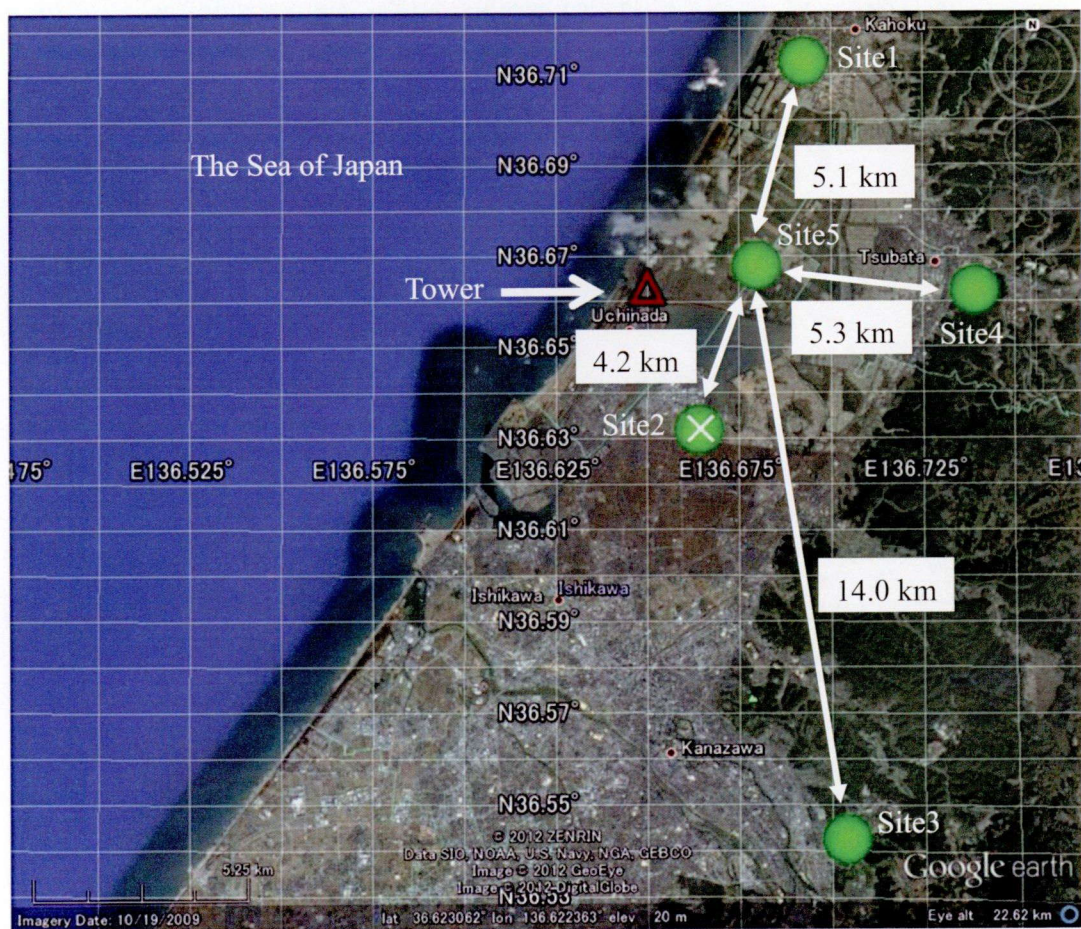 Kahoku
N
Site1
N36.71°
The Sea of Japan
N36.69°
5.1 km
Site5
N36.67°
Tsubata
Tower
Uchinada
5.3 km
Site4
N36.65°
4.2 km
Site2
N36.63°
475°
E136.525°
E136.575°
E136.625°
E136.675°
E136.725°
E13
N36.61°
14.0 km
Ishikawa
Ishikawa
N36.59°
N36.57°
Kanazawa
N36.55°
Site3
© 2012 ZENRIN
Data SIO, NOAA, U.S. Navy, NGA, GEBCO
Google earth
Image © 2012 GeoEye
5.25 km
Image © 2012 DigitalGlobe
N36.53°
Imagery Date: 10/19/2009
lat 36.623062° lon 136.622363° elev 20 m
Eye alt 22.62 km